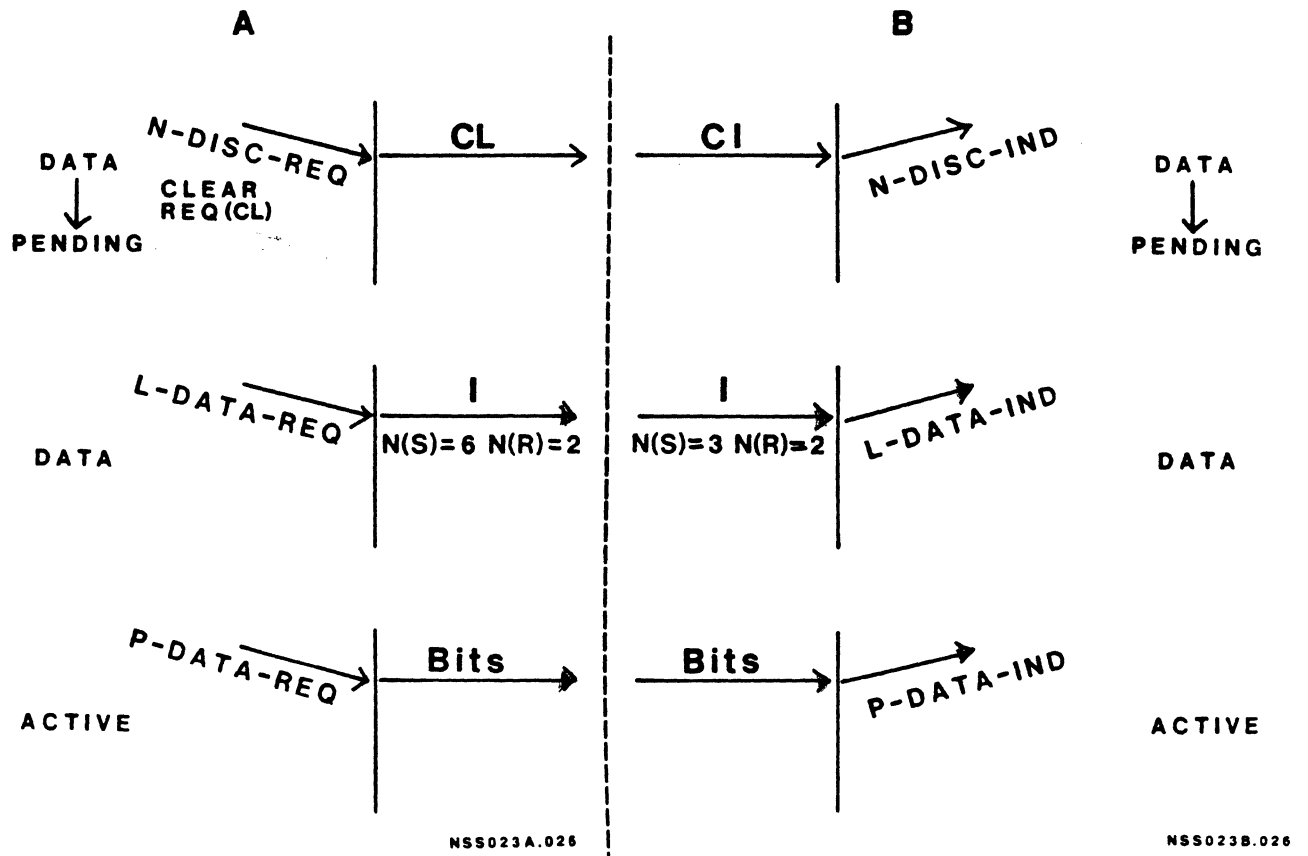 A
B
N-DISC-REQ
CL
CI
N-DISC-IND
DATA
CLEAR
REQ(CL)
PENDING
DATA
PENDING
L-DATA-REQ
I
I
L-DATA-IND
N(S)=6 N(R)=2
N(S)=3 N(R)=2
DATA
DATA
P-DATA-REQ
Bits
Bits
P-DATA-IND
ACTIVE
ACTIVE
NSS023A.026
NSS023B.026